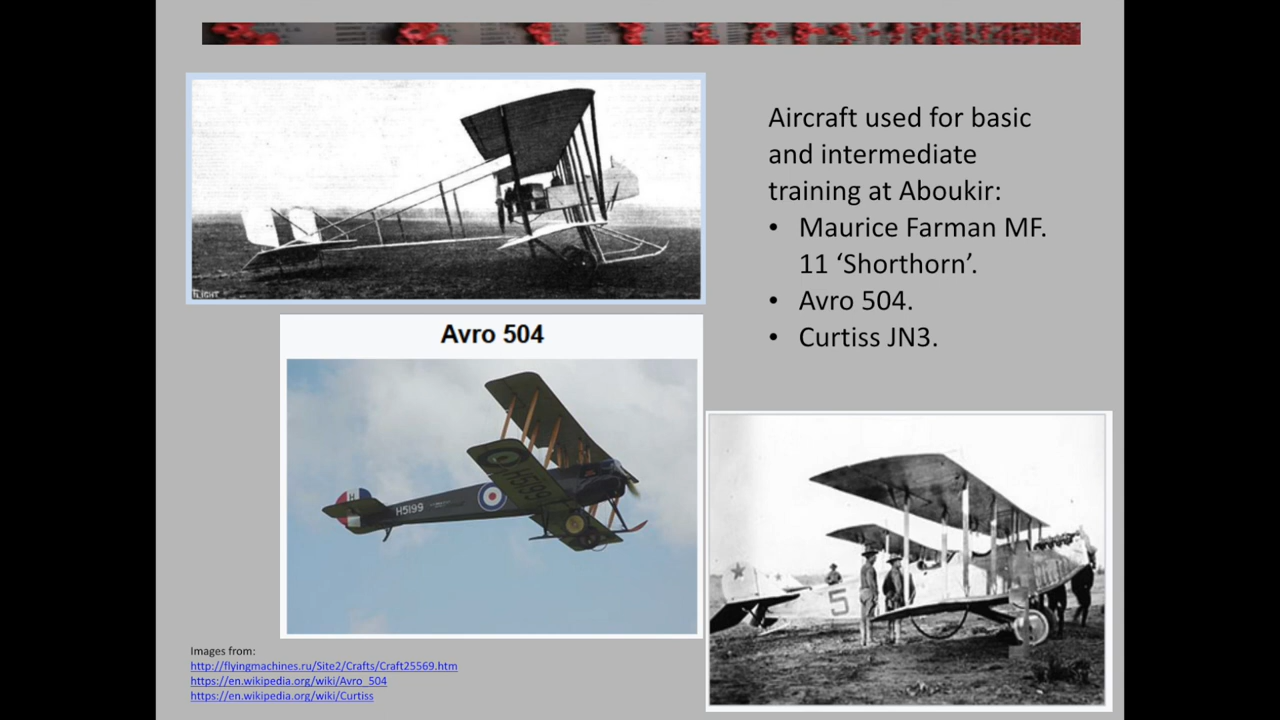 Aircraft used for basic
and intermediate
training at Aboukir:
• Maurice Farman MF.
11 ‘Shorthorn’.
• Avro 504.
• Curtiss JN3.
FLIGHT
Avro 504
H
H5199
H5199
5
Images from:
http://flyingmachines.ru/Site2/Crafts/Craft25569.htm
https://en.wikipedia.org/wiki/Avro_504
https://en.wikipedia.org/wiki/Curtiss